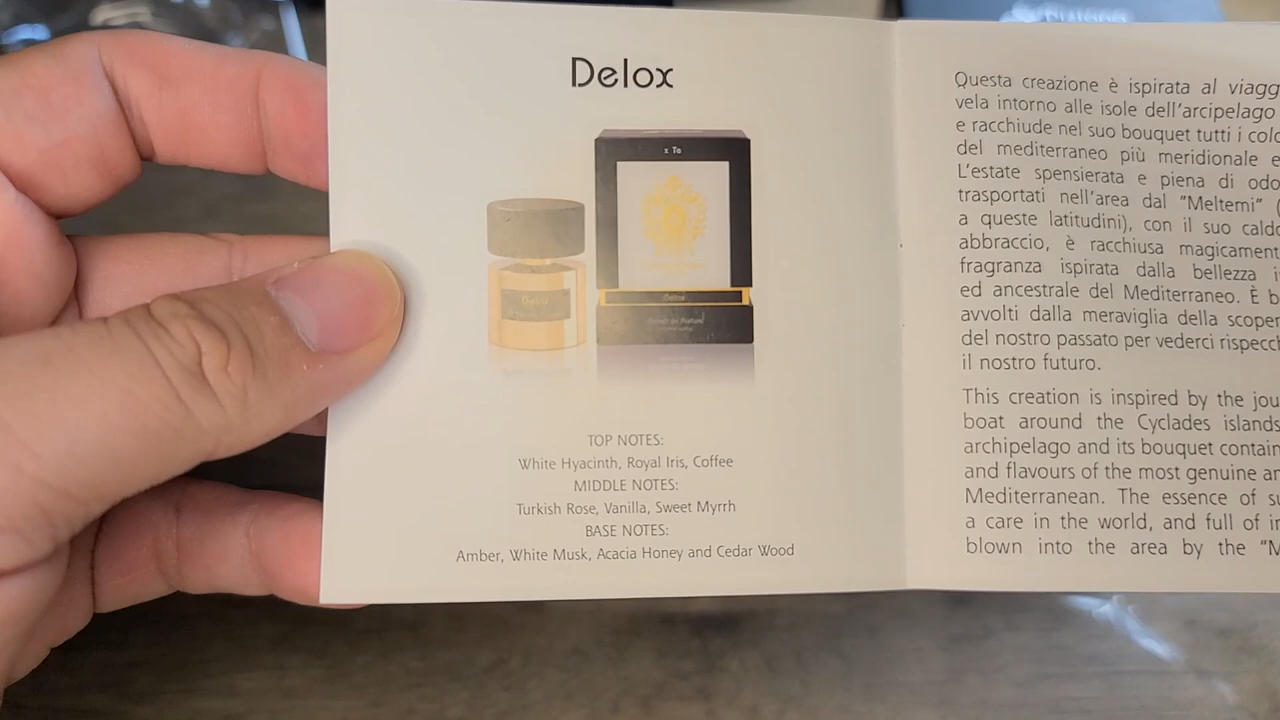 Delox
x Ta
Delox
Delox
TOP NOTES:
White Hyacinth, Royal Iris, Coffee
MIDDLE NOTES:
Turkish Rose, Vanilla, Sweet Myrrh
BASE NOTES:
Amber, White Musk, Acacia Honey and Cedar Wood
Questa creazione è ispirata al viagg
vela intorno alle isole dell'arcipelago
e racchiude nel suo bouquet tutti i colo
del mediterraneo più meridionale e
L'estate spensierata e piena di odo
trasportati nell'area dal "Meltemi" (
a queste latitudini), con il suo caldo
abbraccio, è racchiusa magicament
fragranza ispirata dalla bellezza i
ed ancestrale del Mediterraneo. È b
avvolti dalla meraviglia della scoper
del nostro passato per vederci rispecch
il nostro futuro.
This creation is inspired by the jou
boat around the Cyclades islands
archipelago and its bouquet contain
and flavours of the most genuine an
Mediterranean. The essence of su
a care in the world, and full of in
blown into the area by the "M